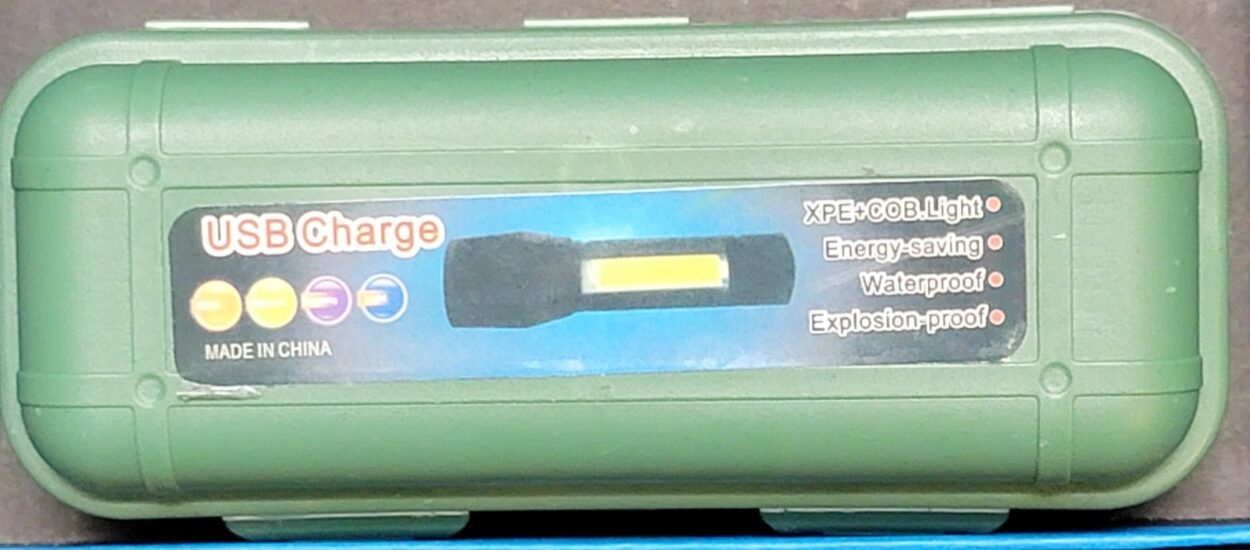 USB Charge
MADE IN CHINA
XPE+COB.Light
Energy-saving
Waterproof
Explosion-proof